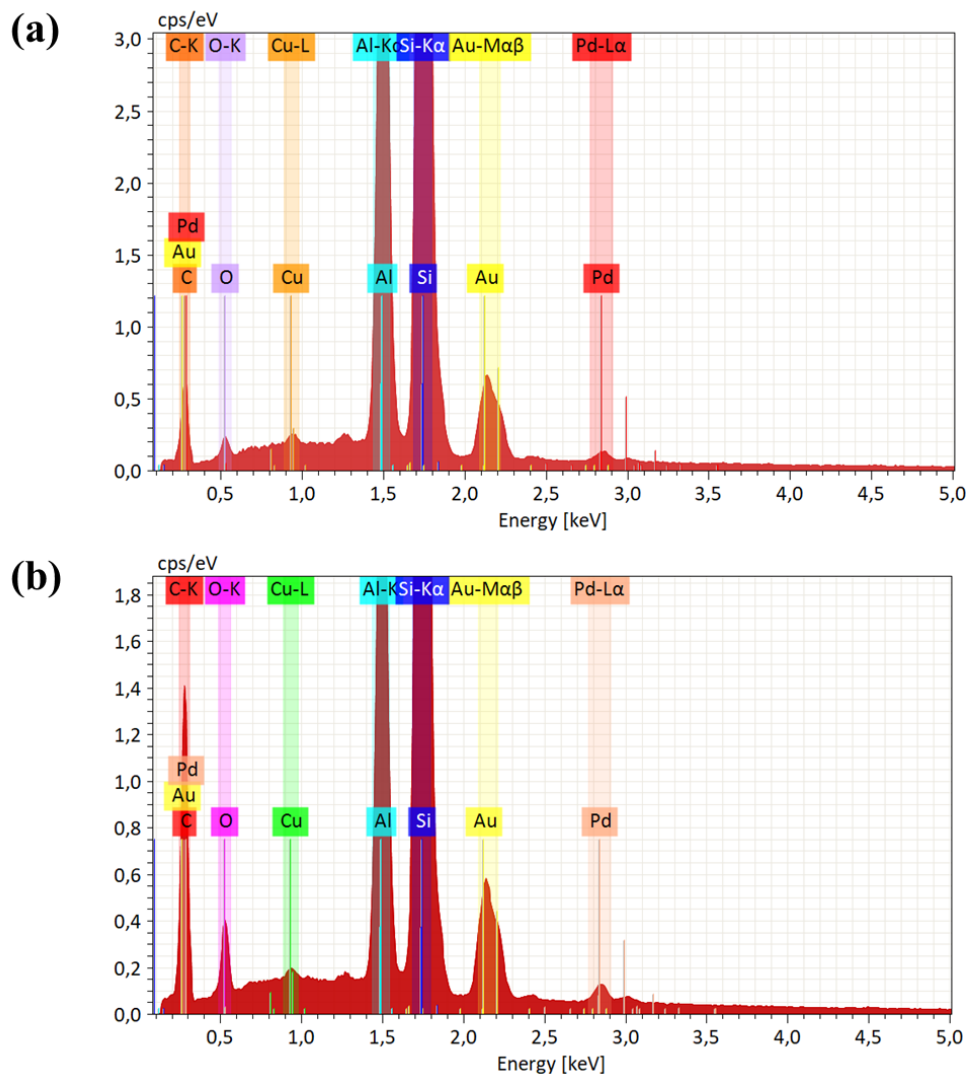 (a)
cps/eV
C-K O-K Cu-L Al-Kα Si-Kα Au-Mαβ Pd-Lα
3,0
2,5
2,0
1,5
1,0
0,5
0,0
Pd
Au
C O Cu Al Si Au Pd
0,5 1,0 1,5 2,0 2,5 3,0 3,5 4,0 4,5 5,0
Energy [keV]
(b)
cps/eV
C-K O-K Cu-L Al-K Si-Kα Au-Mαβ Pd-Lα
1,8
1,6
1,4
1,2
1,0
0,8
0,6
0,4
0,2
0,0
Pd
Au
C O Cu Al Si Au Pd
0,5 1,0 1,5 2,0 2,5 3,0 3,5 4,0 4,5 5,0
Energy [keV]